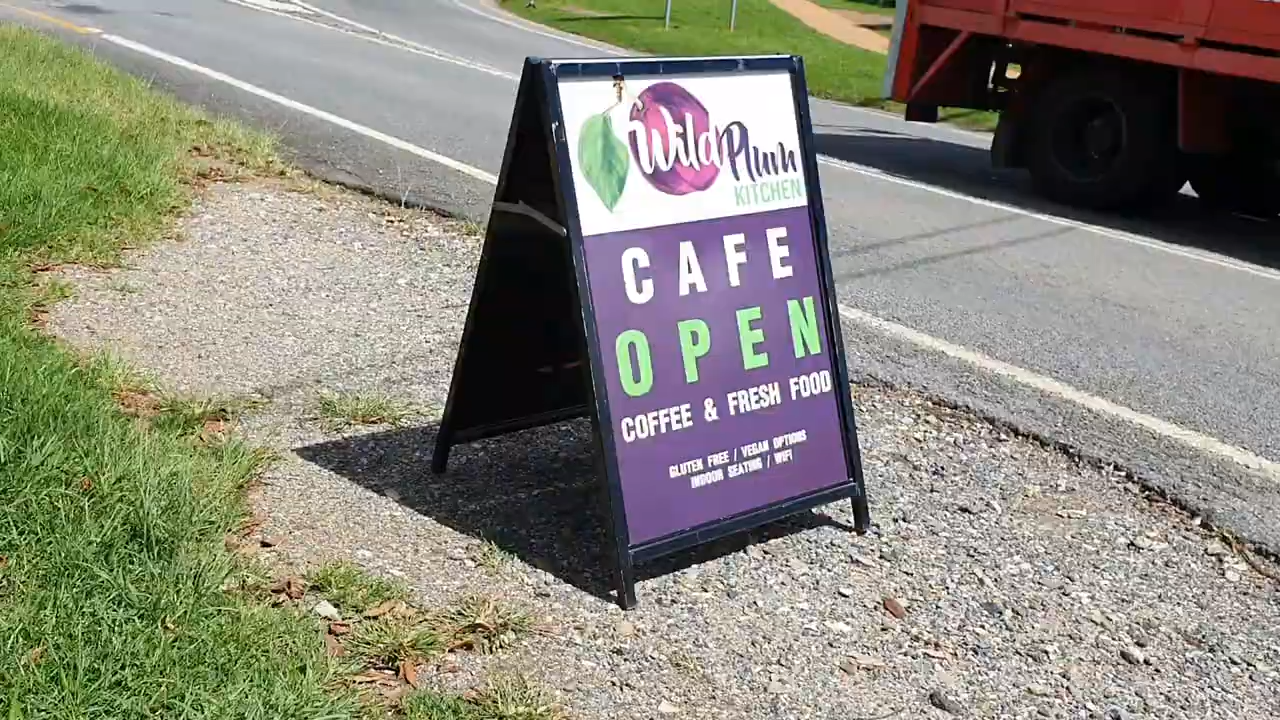 Wild Plum
KITCHEN
CAFE
OPEN
COFFEE & FRESH FOOD
GLUTEN FREE / VEGAN OPTIONS
INDOOR SEATING / WIFI